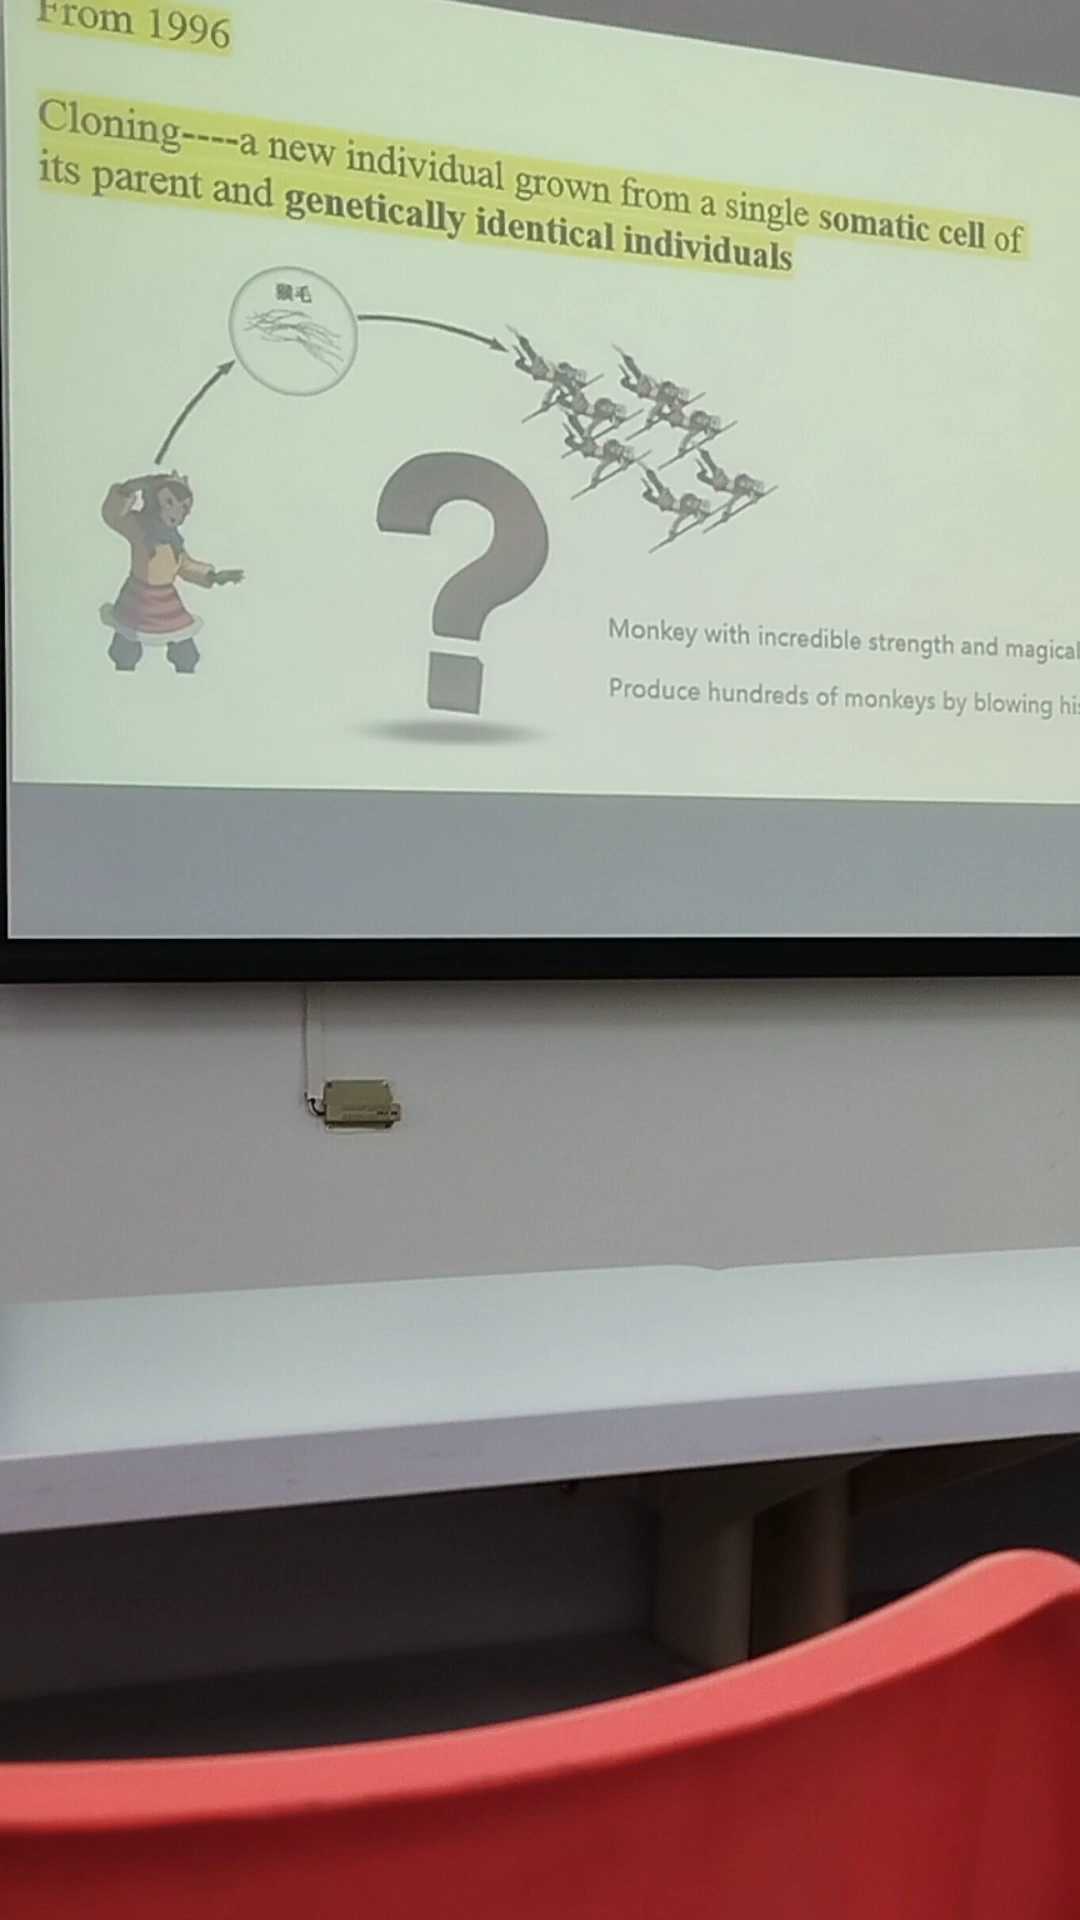 From 1996
Cloning----a new individual grown from a single somatic cell of
its parent and genetically identical individuals
猴毛
Monkey with incredible strength and magical
Produce hundreds of monkeys by blowing his